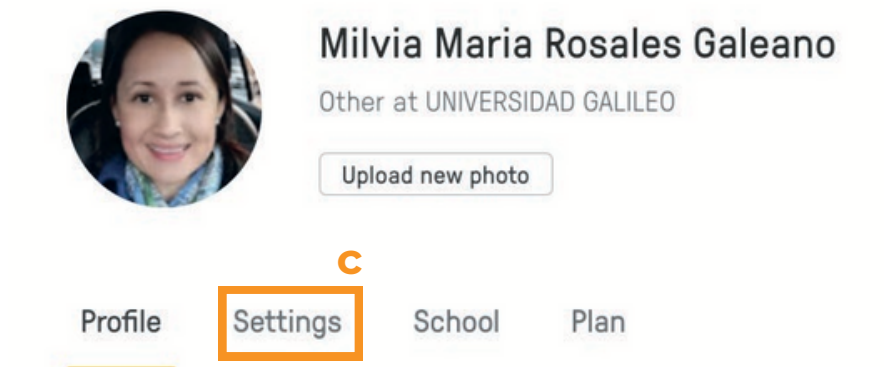 Milvia Maria Rosales Galeano
Other at UNIVERSIDAD GALILEO
Upload new photo
C
Profile Settings School Plan